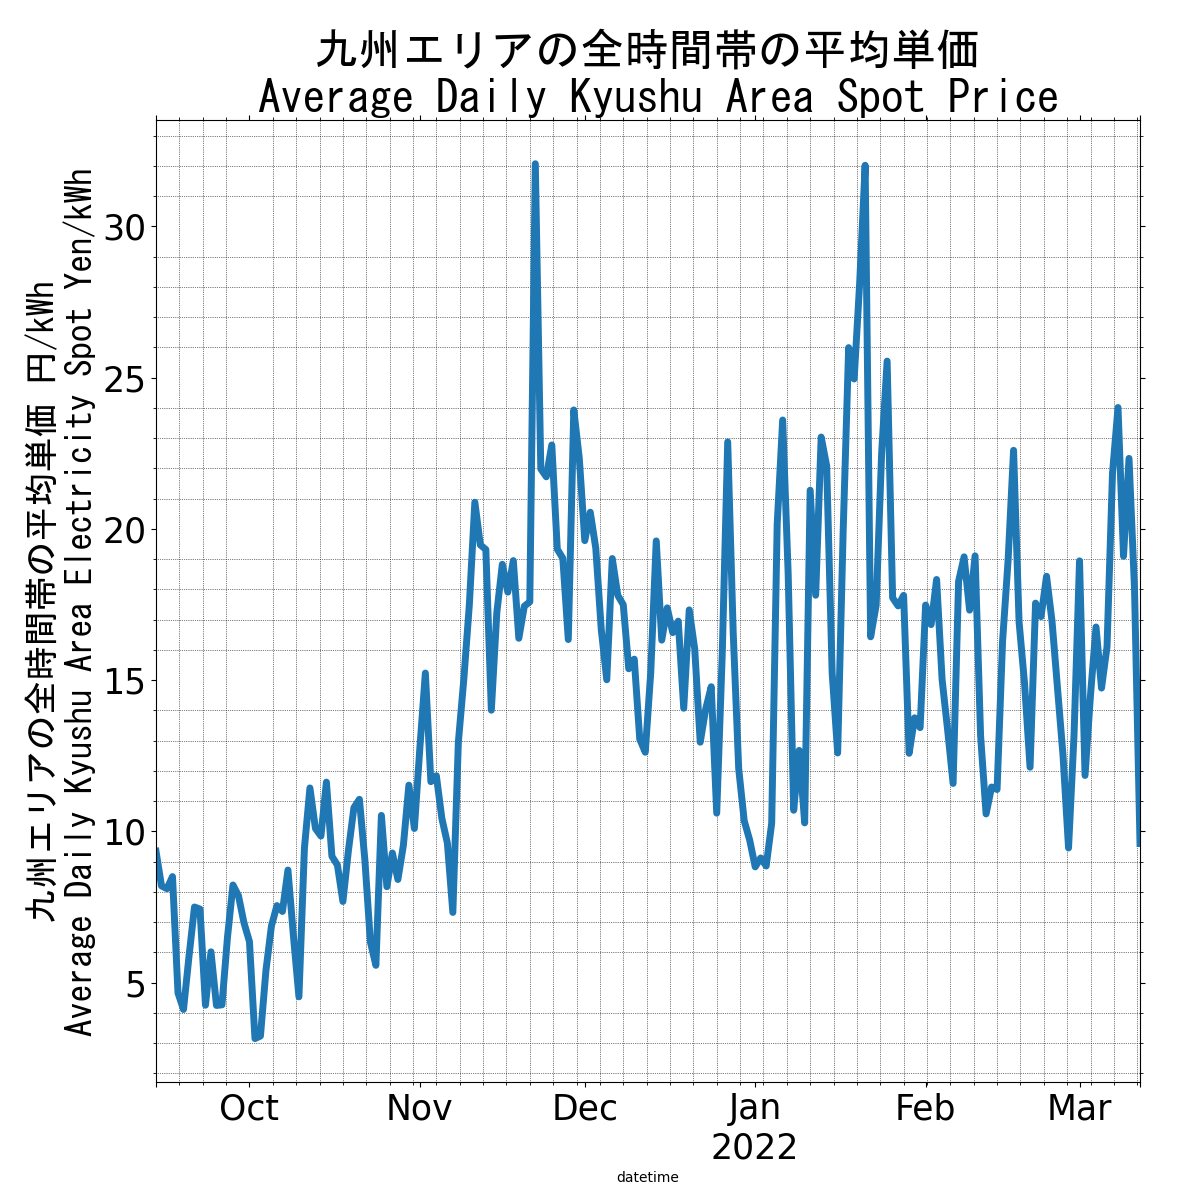 九州エリアの全時間帯の平均単価
Average Daily Kyushu Area Spot Price
九州エリアの全時間帯の平均単価 円/kWh
Average Daily Kyushu Area Electricity Spot Yen/kWh
30
25
20
15
10
5
Oct
Nov
Dec
Jan
2022
Feb
Mar
datetime